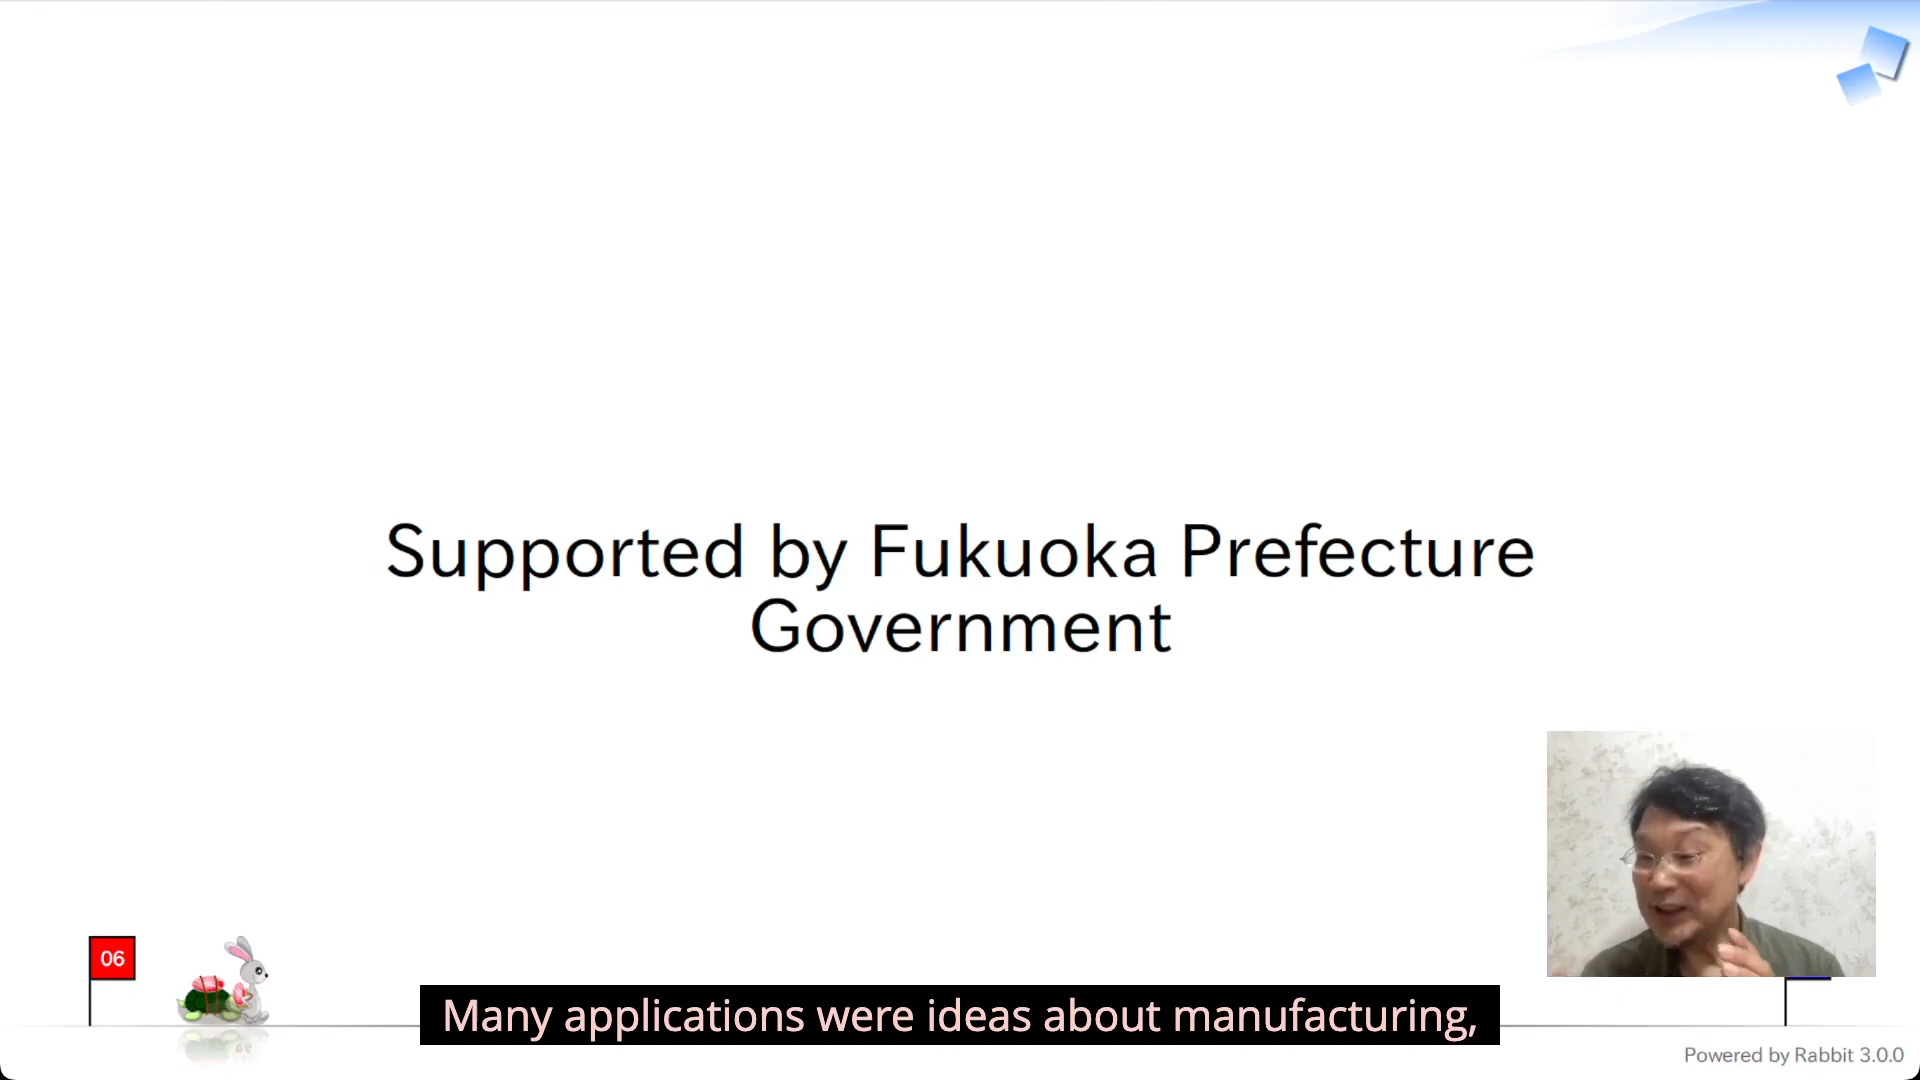 Supported by Fukuoka Prefecture
Government
06
Many applications were ideas about manufacturing,
Powered by Rabbit 3.0.0